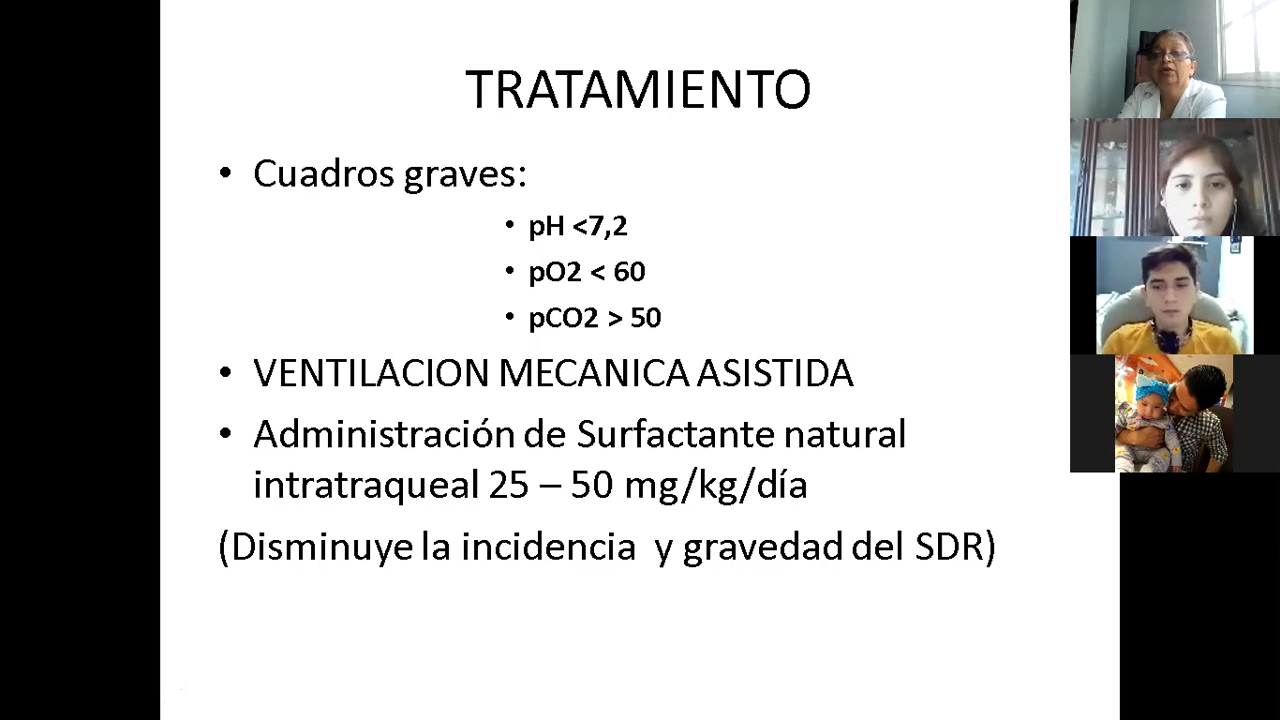 TRATAMIENTO
• Cuadros graves:
• pH <7,2
• pO2 < 60
• pCO2 > 50
• VENTILACION MECANICA ASISTIDA
• Administración de Surfactante natural
intratraqueal 25 – 50 mg/kg/día
(Disminuye la incidencia y gravedad del SDR)